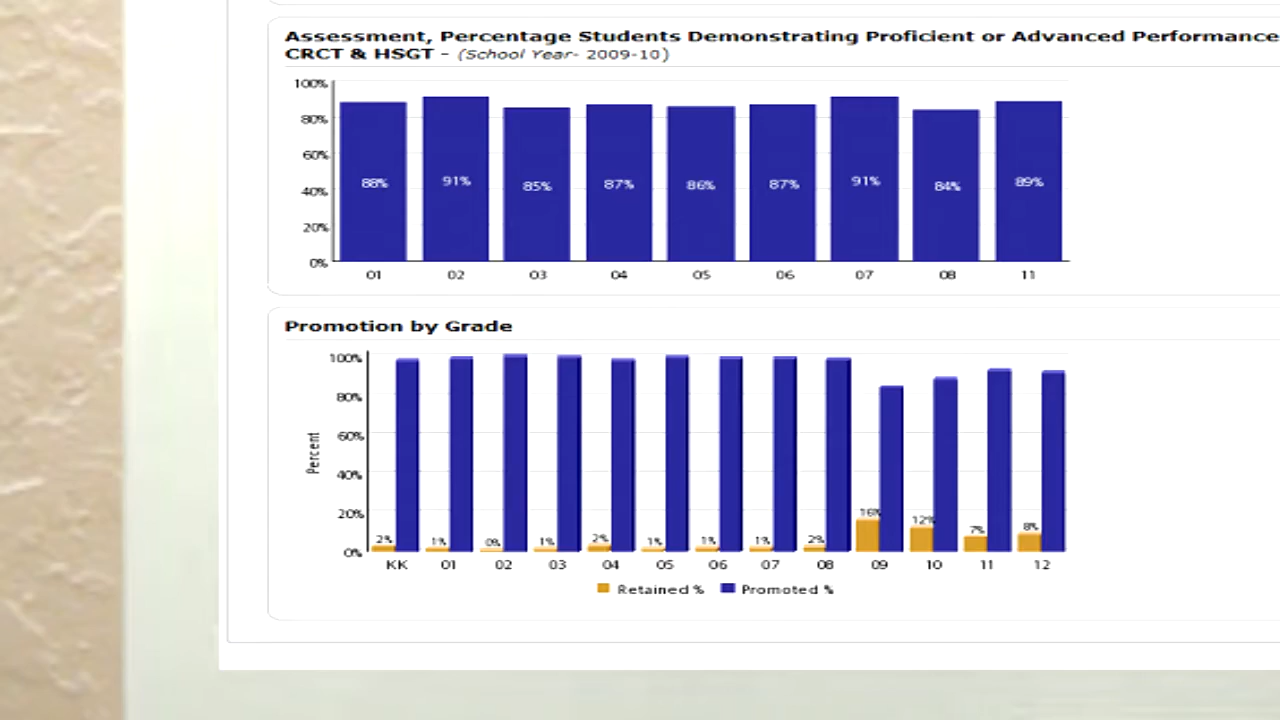 Assessment, Percentage Students Demonstrating Proficient or Advanced Performance
CRCT & HSGT - (School Year- 2009-10)
100%
80%
60%
40%
20%
0%
88% 91% 85% 87% 86% 87% 91% 84% 89%
01 02 03 04 05 06 07 08 11
Promotion by Grade
Percent
100%
80%
60%
40%
20%
0%
2% 1% 0% 1% 2% 1% 1% 1% 2% 16% 12% 7% 8%
KK 01 02 03 04 05 06 07 08 09 10 11 12
Retained % Promoted %